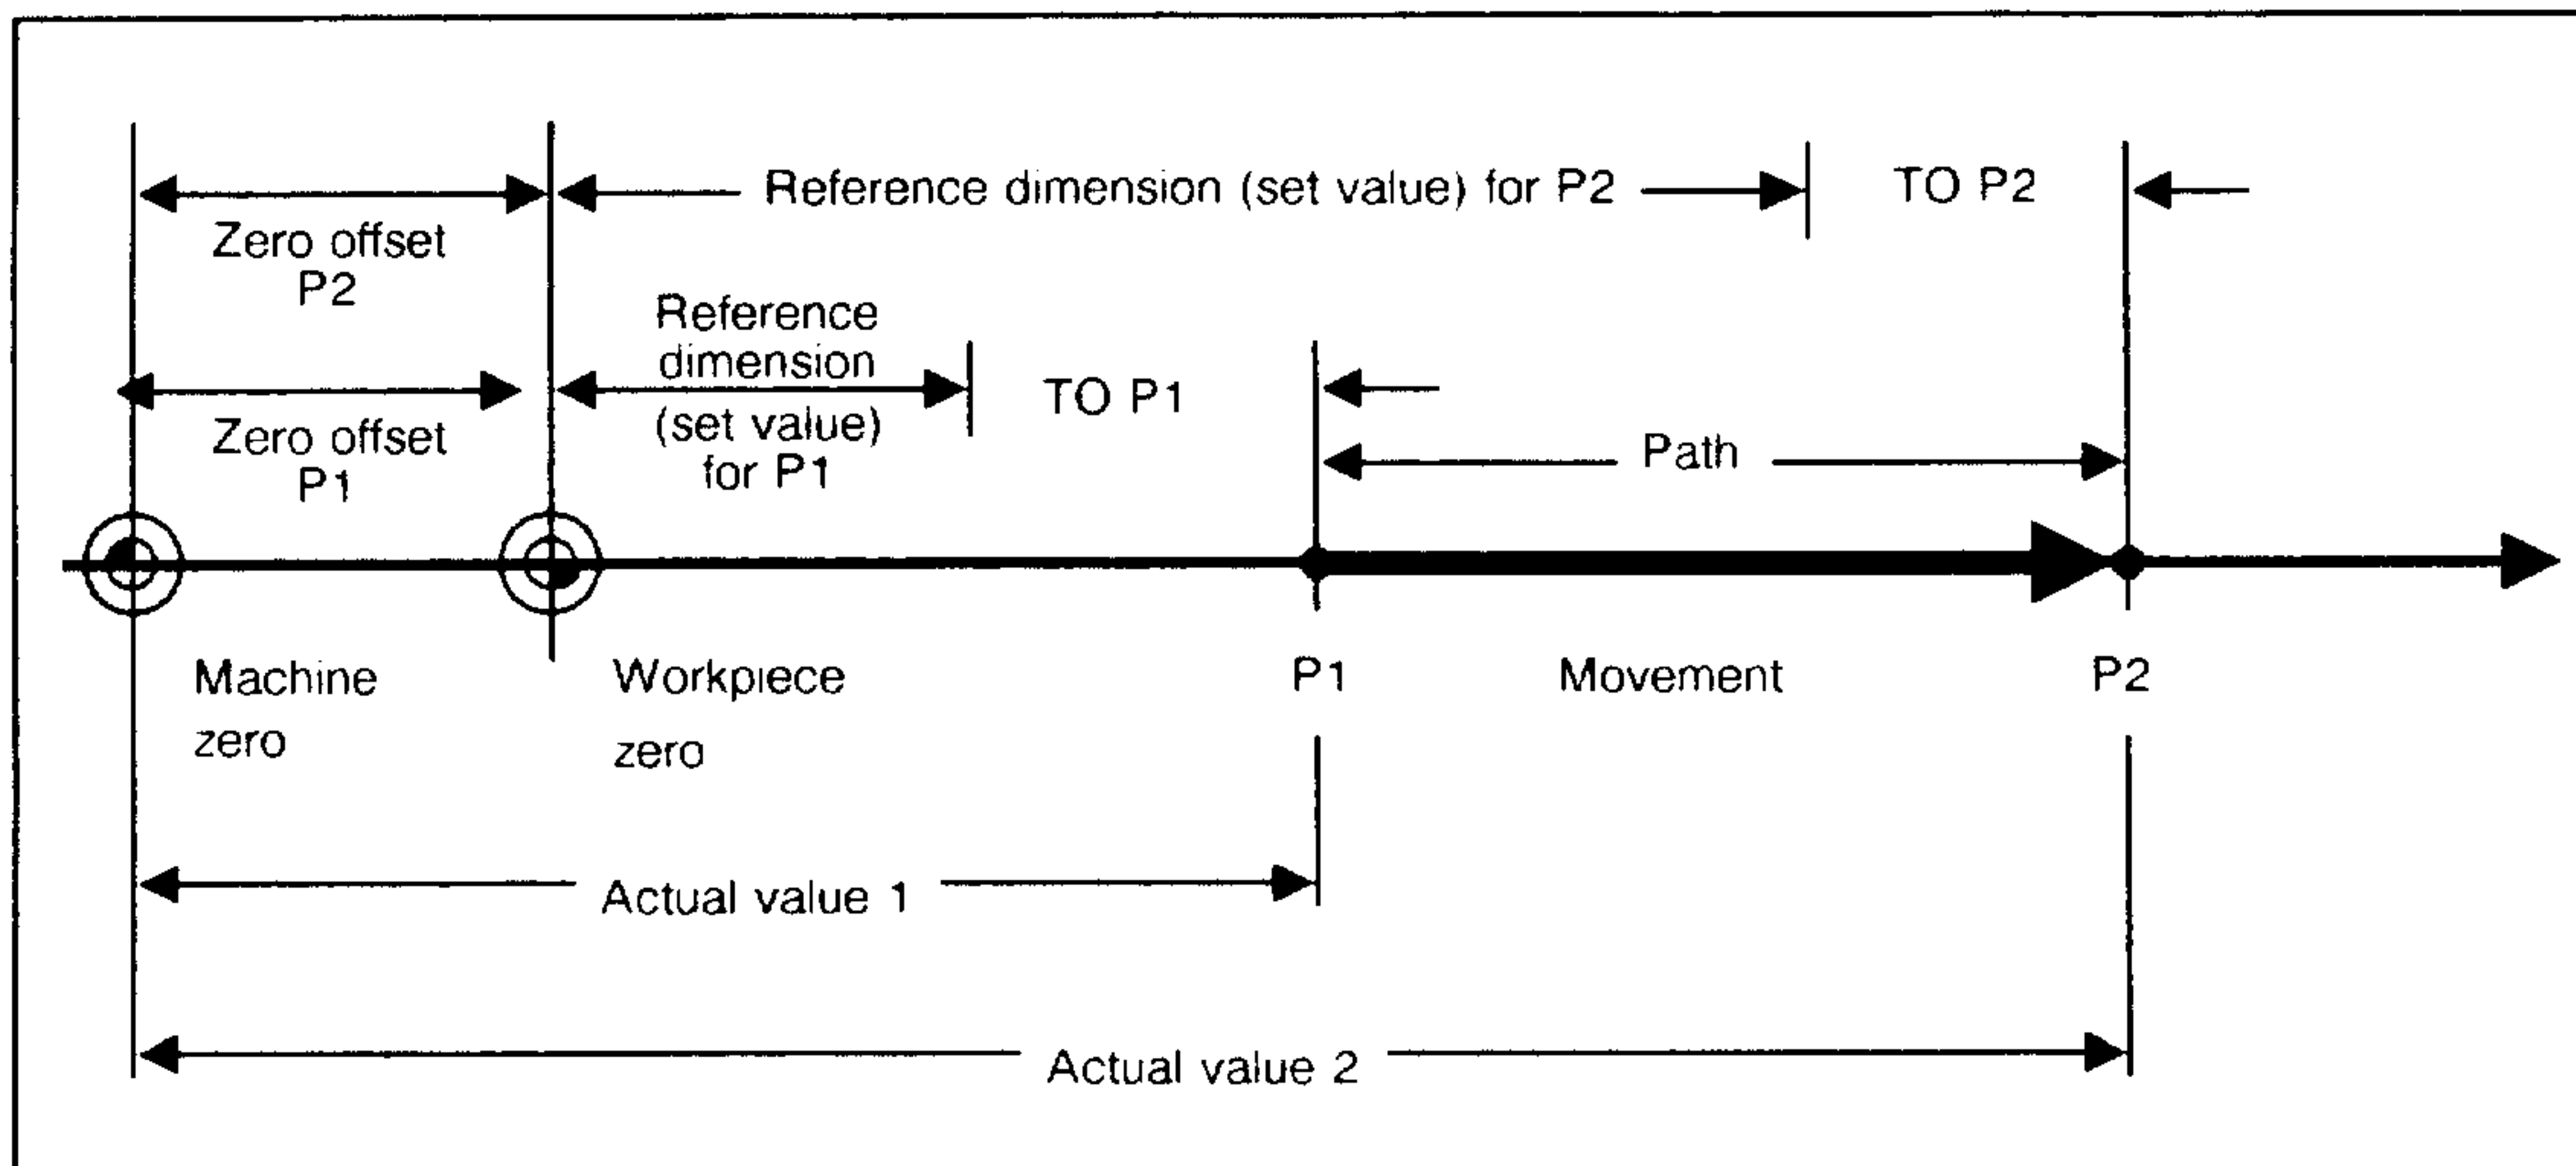 Reference dimension (set value) for P2
TO P2
Zero offset
P2
Reference
dimension
(set value)
for P1
TO P1
Zero offset
P1
Path
Machine
zero
Workpiece
zero
P1
Movement
P2
Actual value 1
Actual value 2